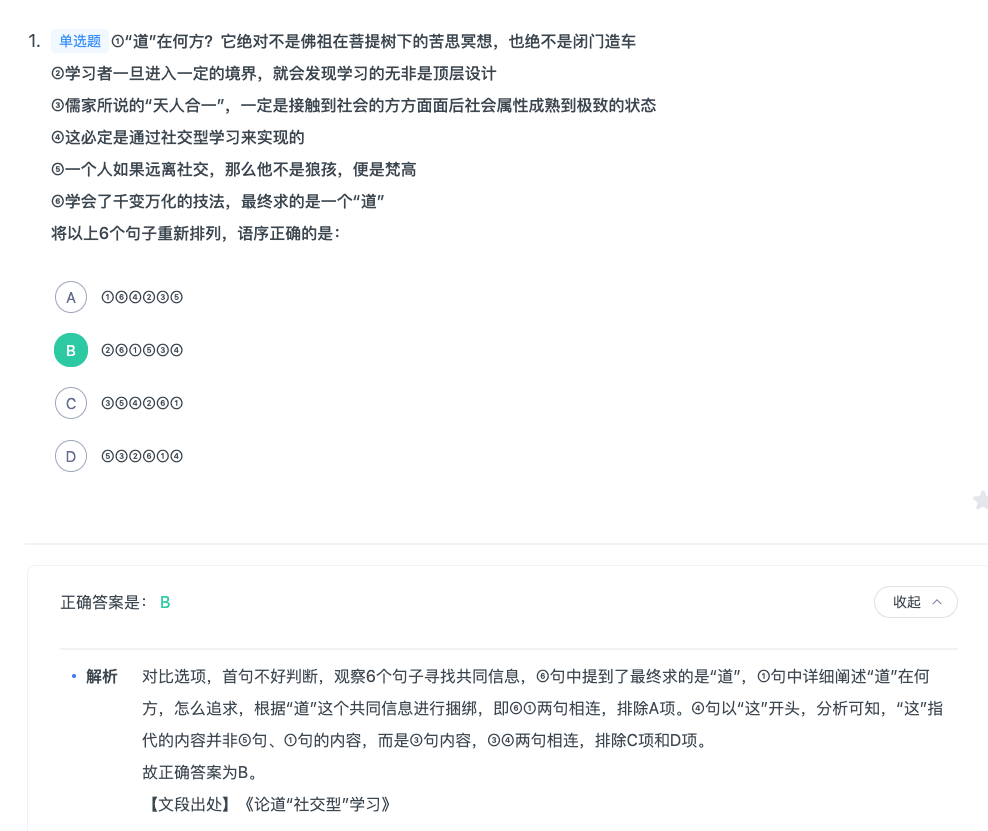 1. 单选题 ①“道”在何方？它绝对不是佛祖在菩提树下的苦思冥想，也绝不是闭门造车
②学习者一旦进入一定的境界，就会发现学习的无非是顶层设计
③儒家所说的“天人合一”，一定是接触到社会的方方面面后社会属性成熟到极致的状态
④这必定是通过社交型学习来实现的
⑤一个人如果远离社交，那么他不是狼孩，便是梵高
⑥学会了千变万化的技法，最终求的是一个“道”
将以上6个句子重新排列，语序正确的是：
A ①⑥④②③⑤
B ②⑥①⑤③④
C ③⑤④②⑥①
D ⑤③②⑥①④
正确答案是： B 收起
• 解析 对比选项，首句不好判断，观察6个句子寻找共同信息，⑥句中提到了最终求的是“道”，①句中详细阐述“道”在何
方，怎么追求，根据“道”这个共同信息进行捆绑，即⑥①两句相连，排除A项。④句以“这”开头，分析可知，“这”指
代的内容并非⑤句、①句的内容，而是③句内容，③④两句相连，排除C项和D项。
故正确答案为B。
【文段出处】《论道“社交型”学习》